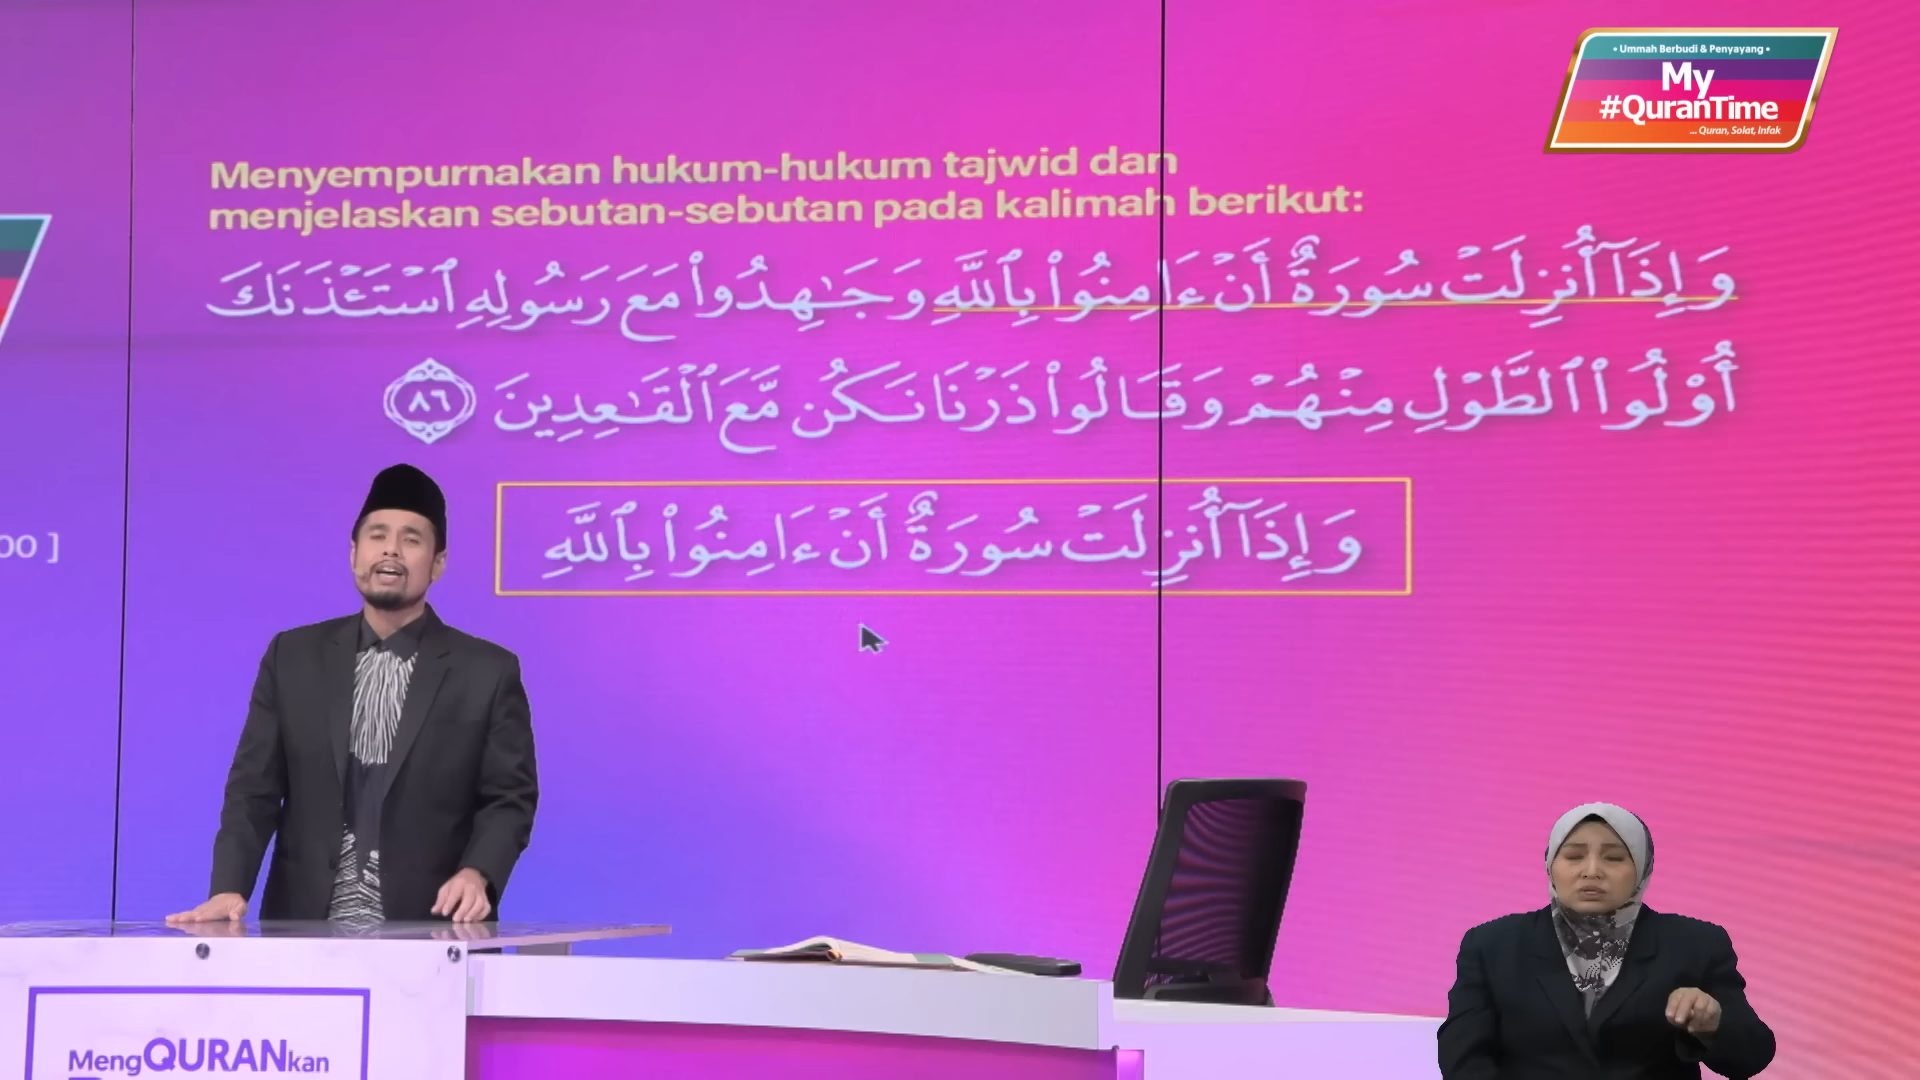 • Ummah Berbudi & Penyayang •
My
#QuranTime
... Quran, Solat, Infak
Menyempurnakan hukum-hukum tajwid dan
menjelaskan sebutan-sebutan pada kalimah berikut:
وَإِذَآ أُنزِلَتْ سُورَةٌ أَنْ ءَامِنُوا۟ بِٱللَّهِ وَجَـٰهِدُوا۟ مَعَ رَسُولِهِ ٱسْتَـْٔذَنَكَ
أُو۟لُوا۟ ٱلطَّوْلِ مِنْهُمْ وَقَالُوا۟ ذَرْنَا نَكُن مَّعَ ٱلْقَـٰعِدِينَ ٨٦
وَإِذَآ أُنزِلَتْ سُورَةٌ أَنْ ءَامِنُوا۟ بِٱللَّهِ
00 ]
MengQURANkan